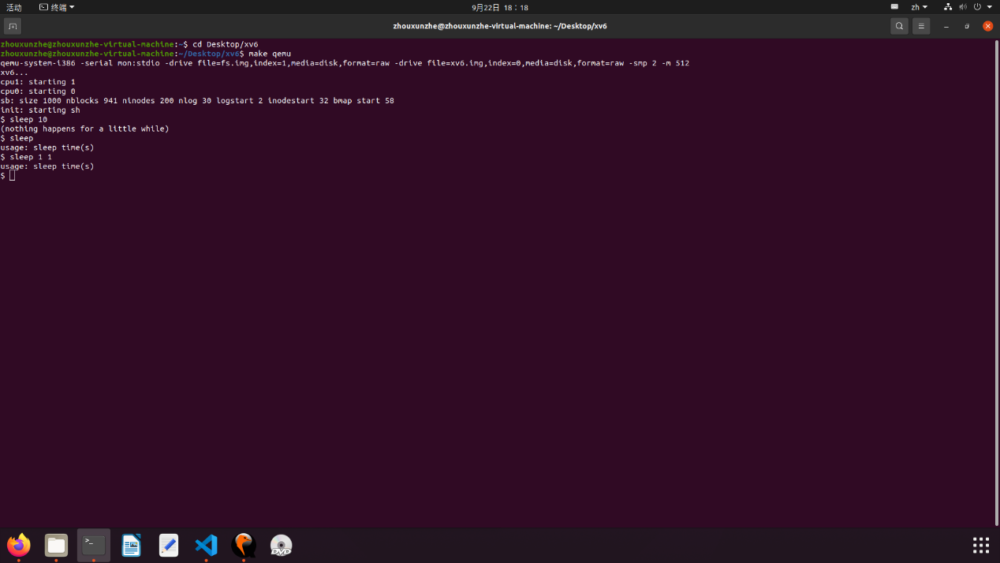 活动
终端
9月22日 18：18
zh
zhouxunzhe@zhouxunzhe-virtual-machine: ~/Desktop/xv6
zhouxunzhe@zhouxunzhe-virtual-machine:~$ cd Desktop/xv6
zhouxunzhe@zhouxunzhe-virtual-machine:~/Desktop/xv6$ make qemu
qemu-system-i386 -serial mon:stdio -drive file=fs.img,index=1,media=disk,format=raw -drive file=xv6.img,index=0,media=disk,format=raw -smp 2 -m 512
xv6...
cpu1: starting 1
cpu0: starting 0
sb: size 1000 nblocks 941 ninodes 200 nlog 30 logstart 2 inodestart 32 bmap start 58
init: starting sh
$ sleep 10
(nothing happens for a little while)
$ sleep
usage: sleep time(s)
$ sleep 1 1
usage: sleep time(s)
$
>_
DVD